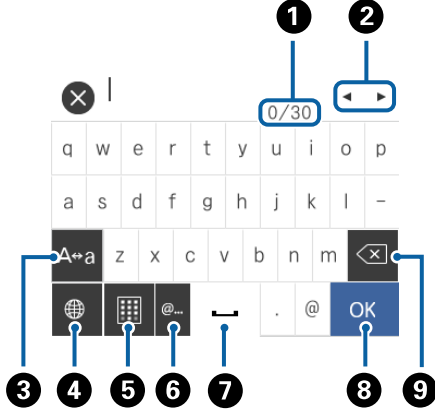 1 2
0/30
q w e r t y u i o p
a s d f g h j k l -
A↔a z x c v b n m
@... . @ OK
3 4 5 6 7 8 9